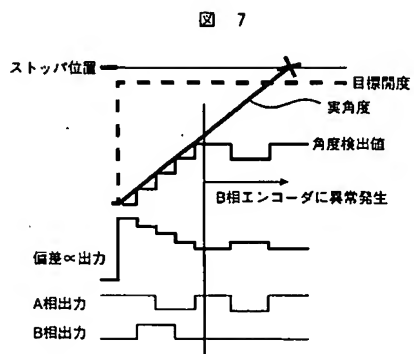 図 7
ストッパ位置
目標開度
実角度
角度検出値
B相エンコーダに異常発生
偏差∝出力
A相出力
B相出力